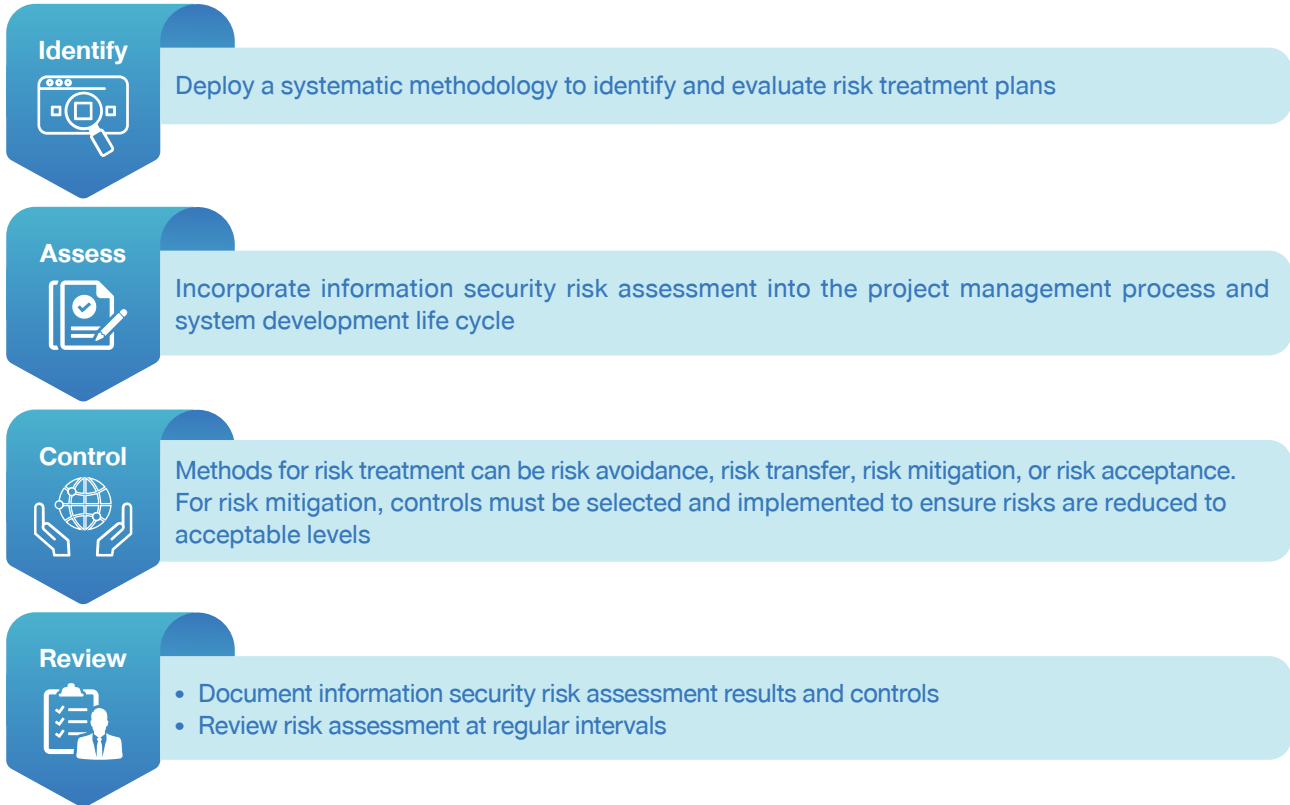 Identify
Deploy a systematic methodology to identify and evaluate risk treatment plans
Assess
Incorporate information security risk assessment into the project management process and
system development life cycle
Control
Methods for risk treatment can be risk avoidance, risk transfer, risk mitigation, or risk acceptance.
For risk mitigation, controls must be selected and implemented to ensure risks are reduced to
acceptable levels
Review
• Document information security risk assessment results and controls
• Review risk assessment at regular intervals